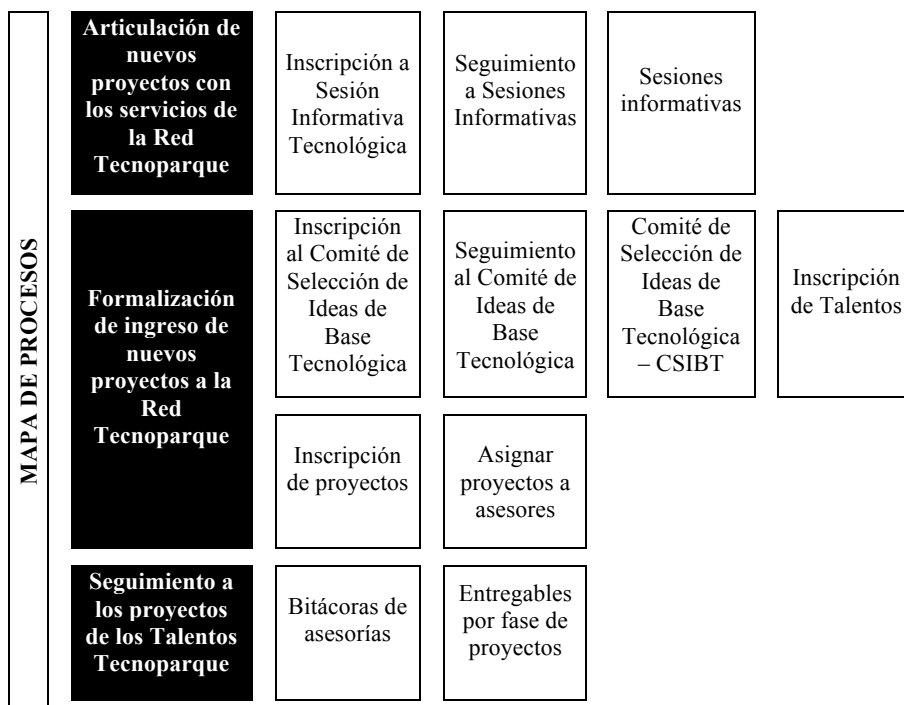 MAPA DE PROCESOS
Articulación de
nuevos
proyectos con
los servicios de
la Red
Tecnoparque
Inscripción a
Sesión
Informativa
Tecnológica
Seguimiento
a Sesiones
Informativas
Sesiones
informativas
Formalización
de ingreso de
nuevos
proyectos a la
Red
Tecnoparque
Inscripción
al Comité de
Selección de
Ideas de
Base
Tecnológica
Seguimiento
al Comité de
Ideas de
Base
Tecnológica
Comité de
Selección de
Ideas de
Base
Tecnológica
– CSIBT
Inscripción
de Talentos
Inscripción
de proyectos
Asignar
proyectos a
asesores
Seguimiento a
los proyectos
de los Talentos
Tecnoparque
Bitácoras de
asesorías
Entregables
por fase de
proyectos